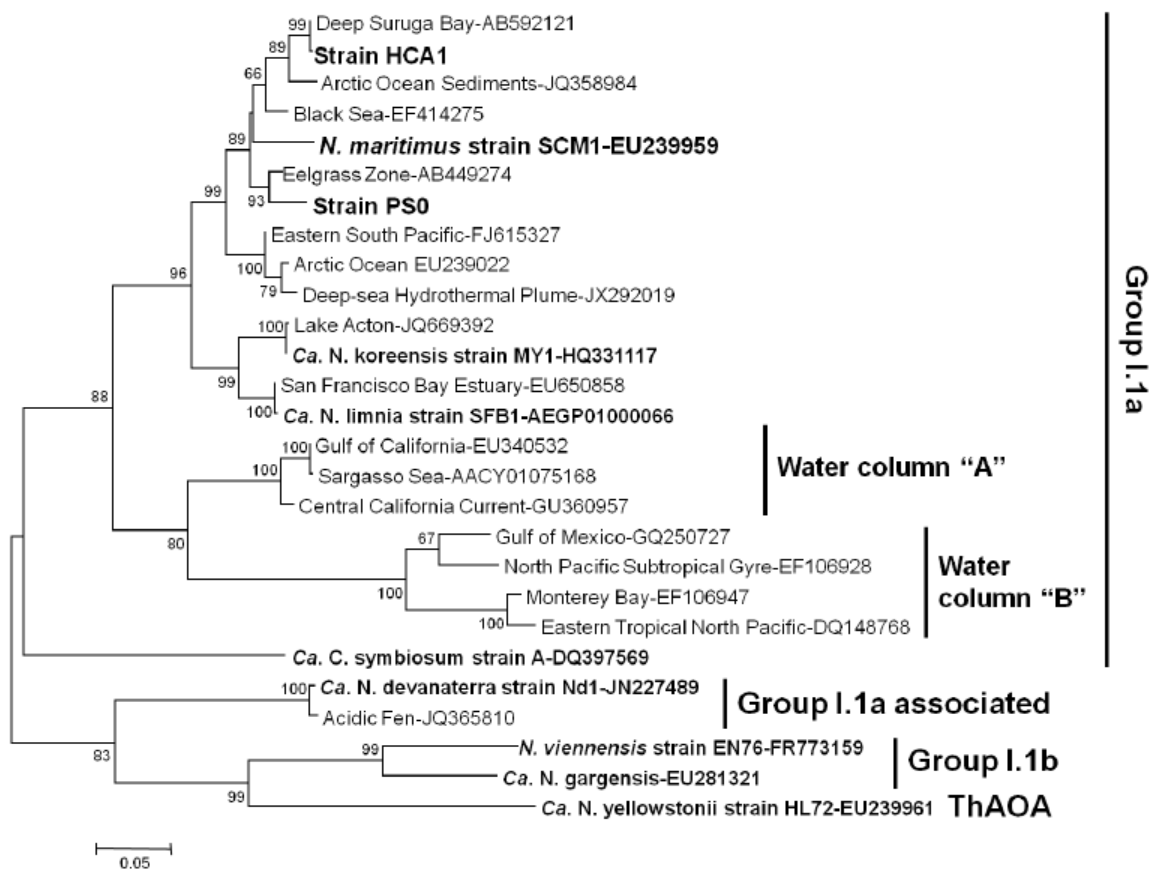 99
Deep Suruga Bay-AB592121
89
Strain HCA1
66
Arctic Ocean Sediments-JQ358984
Black Sea-EF414275
89
N. maritimus strain SCM1-EU239959
Eelgrass Zone-AB449274
99
93
Strain PS0
Eastern South Pacific-FJ615327
100
Arctic Ocean EU239022
96
79
Deep-sea Hydrothermal Plume-JX292019
100
Lake Acton-JQ669392
Ca. N. koreensis strain MY1-HQ331117
99
San Francisco Bay Estuary-EU650858
88
100
Ca. N. limnia strain SFB1-AEGP01000066
Group I.1a
100
Gulf of California-EU340532
100
Sargasso Sea-AACY01075168
Water column “A”
Central California Current-GU360957
80
67
Gulf of Mexico-GQ250727
North Pacific Subtropical Gyre-EF106928
100
Monterey Bay-EF106947
100
Eastern Tropical North Pacific-DQ148768
Water
column “B”
Ca. C. symbiosum strain A-DQ397569
100
Ca. N. devanaterra strain Nd1-JN227489
Acidic Fen-JQ365810
Group I.1a associated
83
99
N. viennensis strain EN76-FR773159
Ca. N. gargensis-EU281321
Group I.1b
99
Ca. N. yellowstonii strain HL72-EU239961
ThAOA
0.05